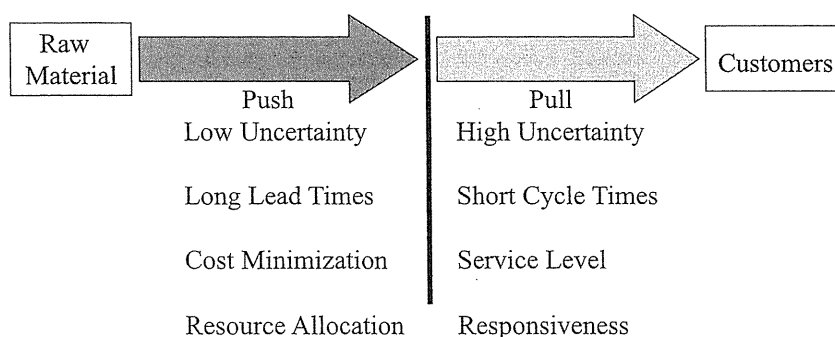 Raw
Material
Push
Low Uncertainty
Long Lead Times
Cost Minimization
Resource Allocation
Pull
High Uncertainty
Short Cycle Times
Service Level
Responsiveness
Customers